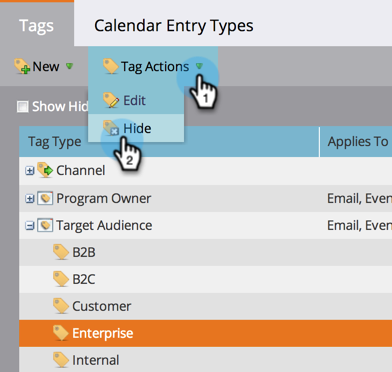 Tags Calendar Entry Types
New Tag Actions 1
Edit
Show Hid Hide
2
Tag Type Applies To
Channel
Program Owner Email, Even
Target Audience Email, Even
B2B
B2C
Customer
Enterprise
Internal